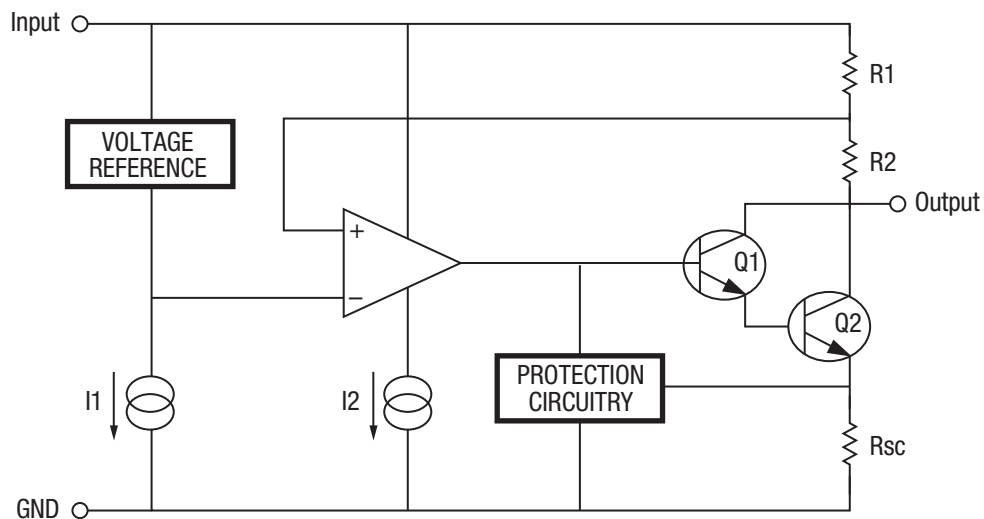 Input
R1
VOLTAGE
REFERENCE
R2
Output
+
Q1
−
Q2
PROTECTION
CIRCUITRY
I1
I2
Rsc
GND